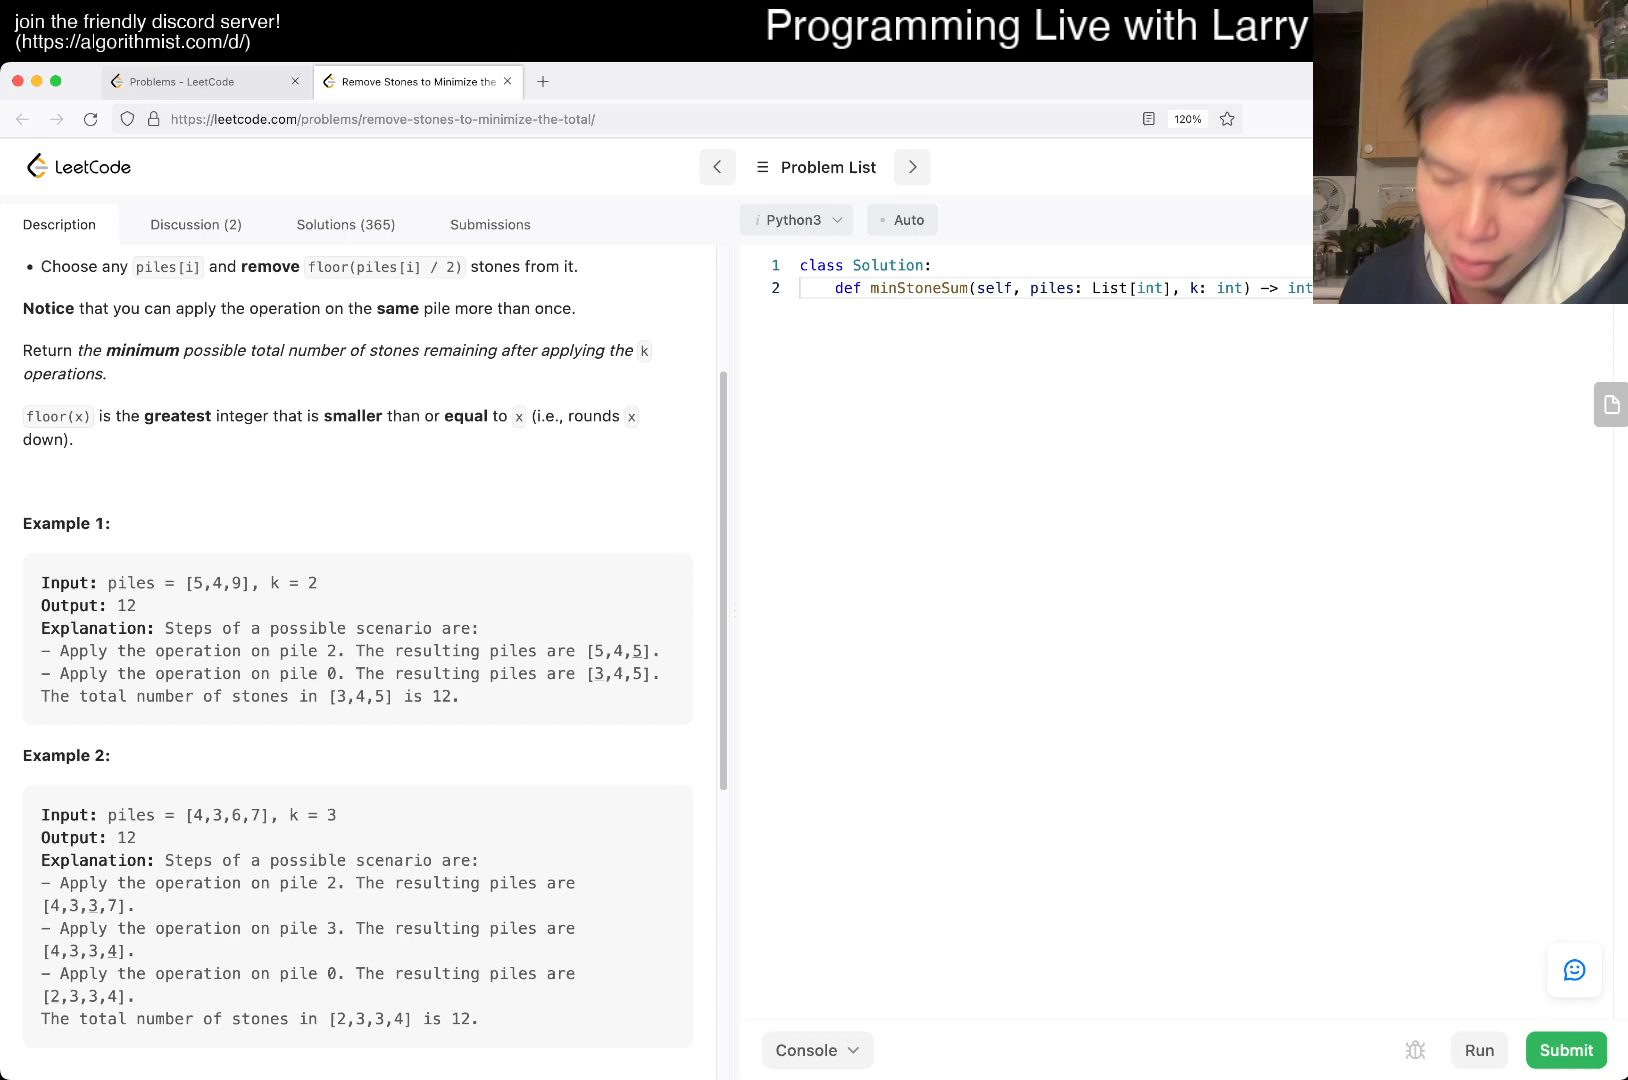 join the friendly discord server!
(https://algorithmist.com/d/)
Programming Live with Larry
Problems - LeetCode
Remove Stones to Minimize the
https://leetcode.com/problems/remove-stones-to-minimize-the-total/
120%
LeetCode
Problem List
Description
Discussion (2)
Solutions (365)
Submissions
i Python3
Auto
• Choose any piles[i] and remove floor(piles[i] / 2) stones from it.
Notice that you can apply the operation on the same pile more than once.
Return the minimum possible total number of stones remaining after applying the k
operations.
floor(x) is the greatest integer that is smaller than or equal to x (i.e., rounds x
down).
Example 1:
Input: piles = [5,4,9], k = 2
Output: 12
Explanation: Steps of a possible scenario are:
- Apply the operation on pile 2. The resulting piles are [5,4,5].
- Apply the operation on pile 0. The resulting piles are [3,4,5].
The total number of stones in [3,4,5] is 12.
Example 2:
Input: piles = [4,3,6,7], k = 3
Output: 12
Explanation: Steps of a possible scenario are:
- Apply the operation on pile 2. The resulting piles are
[4,3,3,7].
- Apply the operation on pile 3. The resulting piles are
[4,3,3,4].
- Apply the operation on pile 0. The resulting piles are
[2,3,3,4].
The total number of stones in [2,3,3,4] is 12.
1 class Solution:
2 def minStoneSum(self, piles: List[int], k: int) -> int
Console
Run
Submit